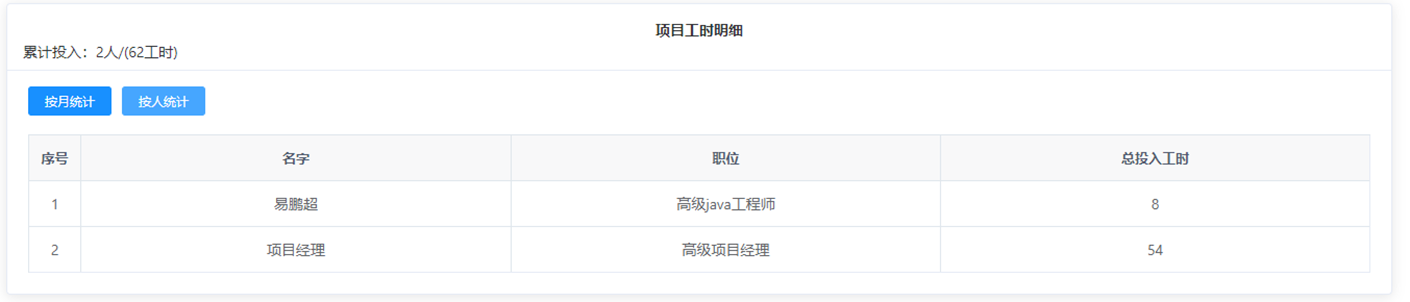 项目工时明细
累计投入：2人/(62工时)
按月统计 按人统计
序号 名字 职位 总投入工时
1 易鹏超 高级java工程师 8
2 项目经理 高级项目经理 54